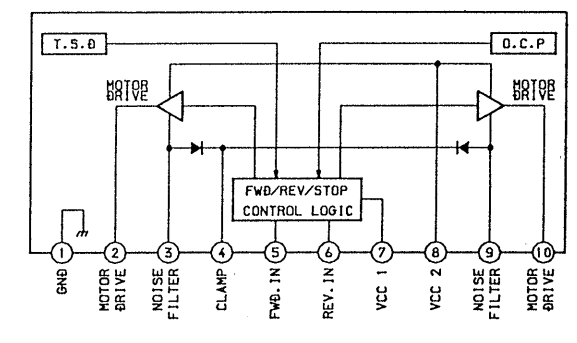 T.S.D
O.C.P
MOTOR
DRIVE
MOTOR
DRIVE
FWD/REV/STOP
CONTROL LOGIC
1
2
3
4
5
6
7
8
9
10
GND
MOTOR
DRIVE
NOISE
FILTER
CLAMP
FWD.IN
REV.IN
VCC 1
VCC 2
NOISE
FILTER
MOTOR
DRIVE